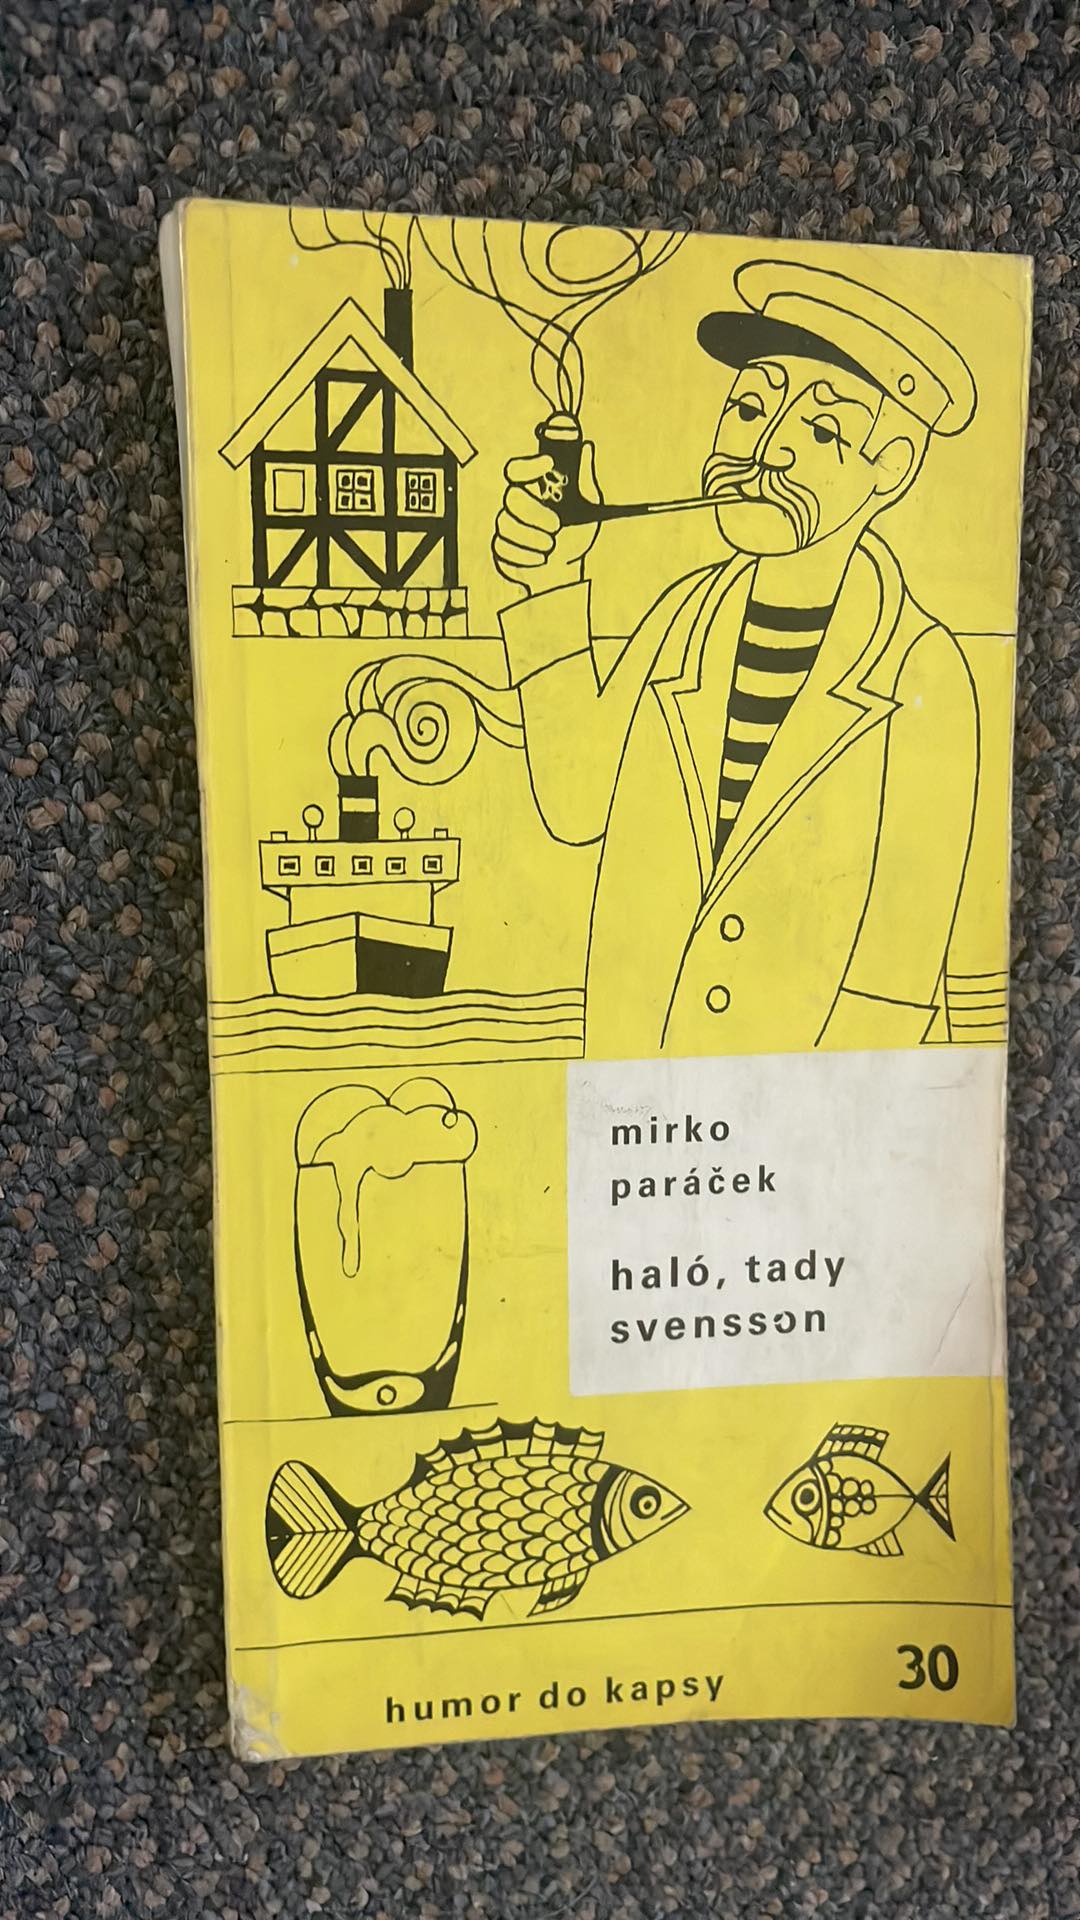 mirko
paráček
haló, tady
svensson
humor do kapsy
30